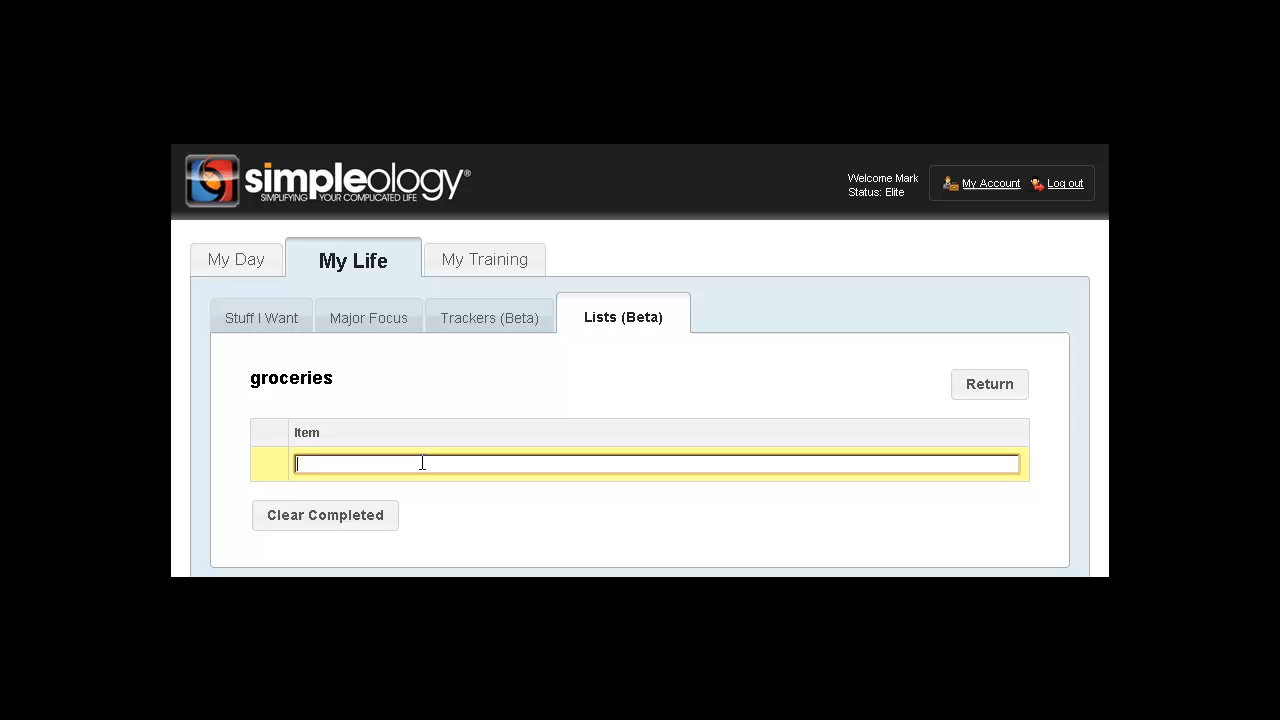 simpleology®
SIMPLIFYING YOUR COMPLICATED LIFE
Welcome Mark
Status: Elite
My Account
Log out
My Day
My Life
My Training
Stuff I Want
Major Focus
Trackers (Beta)
Lists (Beta)
groceries
Return
Item
Clear Completed